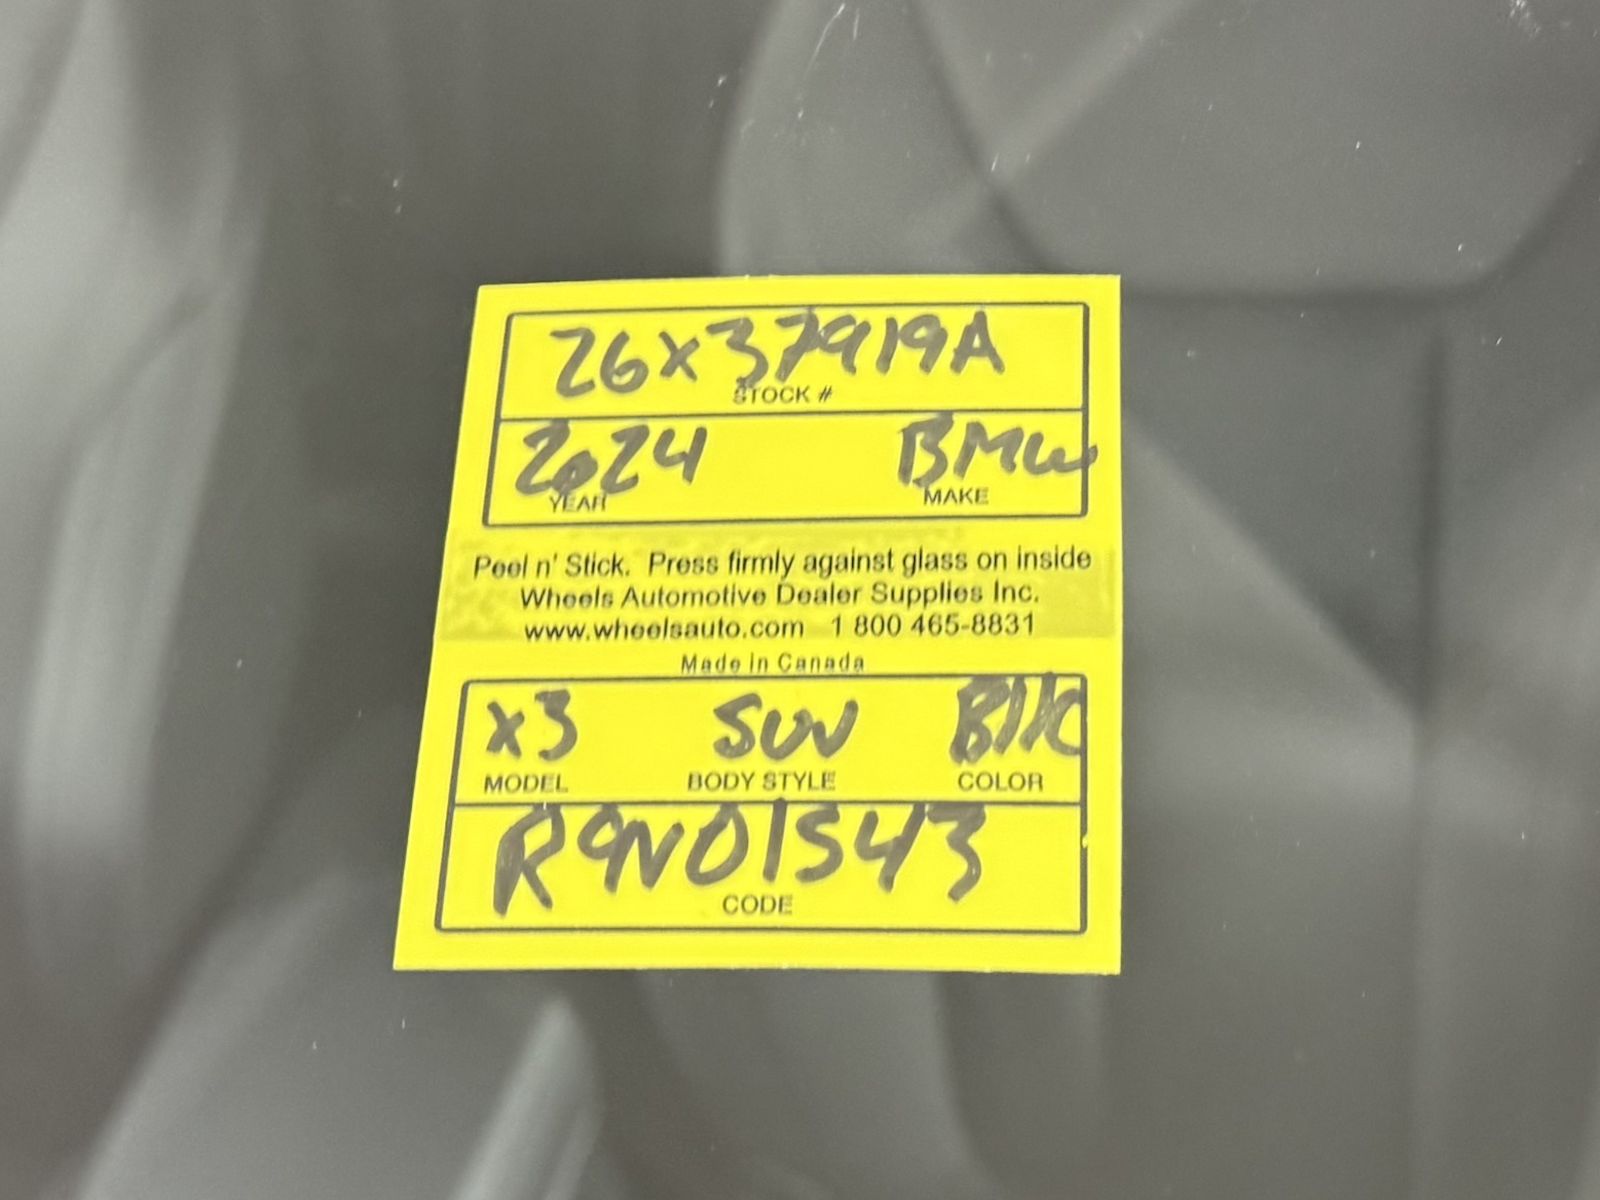 26X37919A
STOCK #
2024 BMW
YEAR MAKE
Peel n' Stick. Press firmly against glass on inside
Wheels Automotive Dealer Supplies Inc.
www.wheelsauto.com 1 800 465-8831
Made in Canada
X3 SUV Blk
MODEL BODY STYLE COLOR
R9N01543
CODE